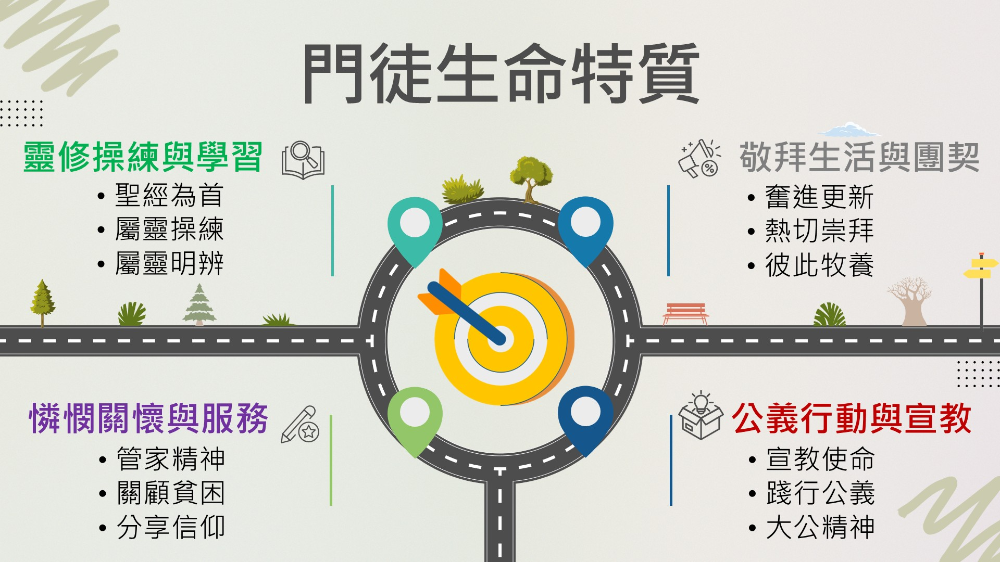 門徒生命特質
靈修操練與學習
• 聖經為首
• 屬靈操練
• 屬靈明辨
敬拜生活與團契
• 奮進更新
• 熱切崇拜
• 彼此牧養
憐憫關懷與服務
• 管家精神
• 關顧貧困
• 分享信仰
公義行動與宣教
• 宣教使命
• 踐行公義
• 大公精神